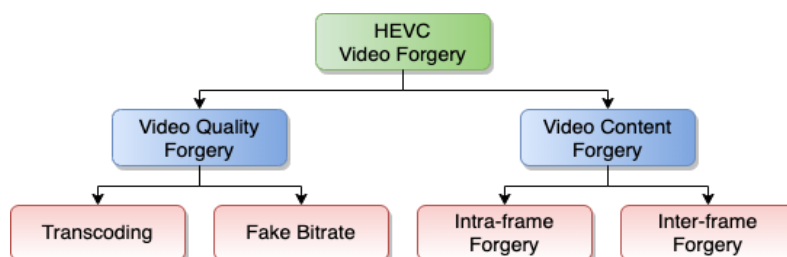 HEVC
Video Forgery
Video Quality
Forgery
Video Content
Forgery
Transcoding
Fake Bitrate
Intra-frame
Forgery
Inter-frame
Forgery